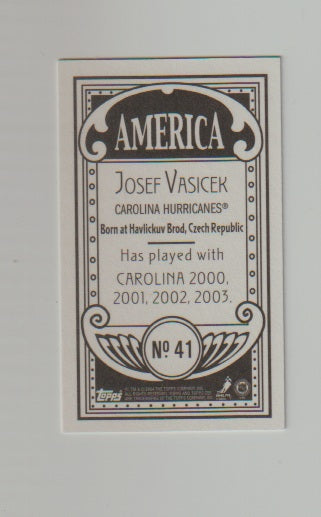 AMERICA
JOSEF VASICEK
CAROLINA HURRICANES®
Born at Havlickuv Brod, Czech Republic
Has played with
CAROLINA 2000,
2001, 2002, 2003.
Nº 41
Topps